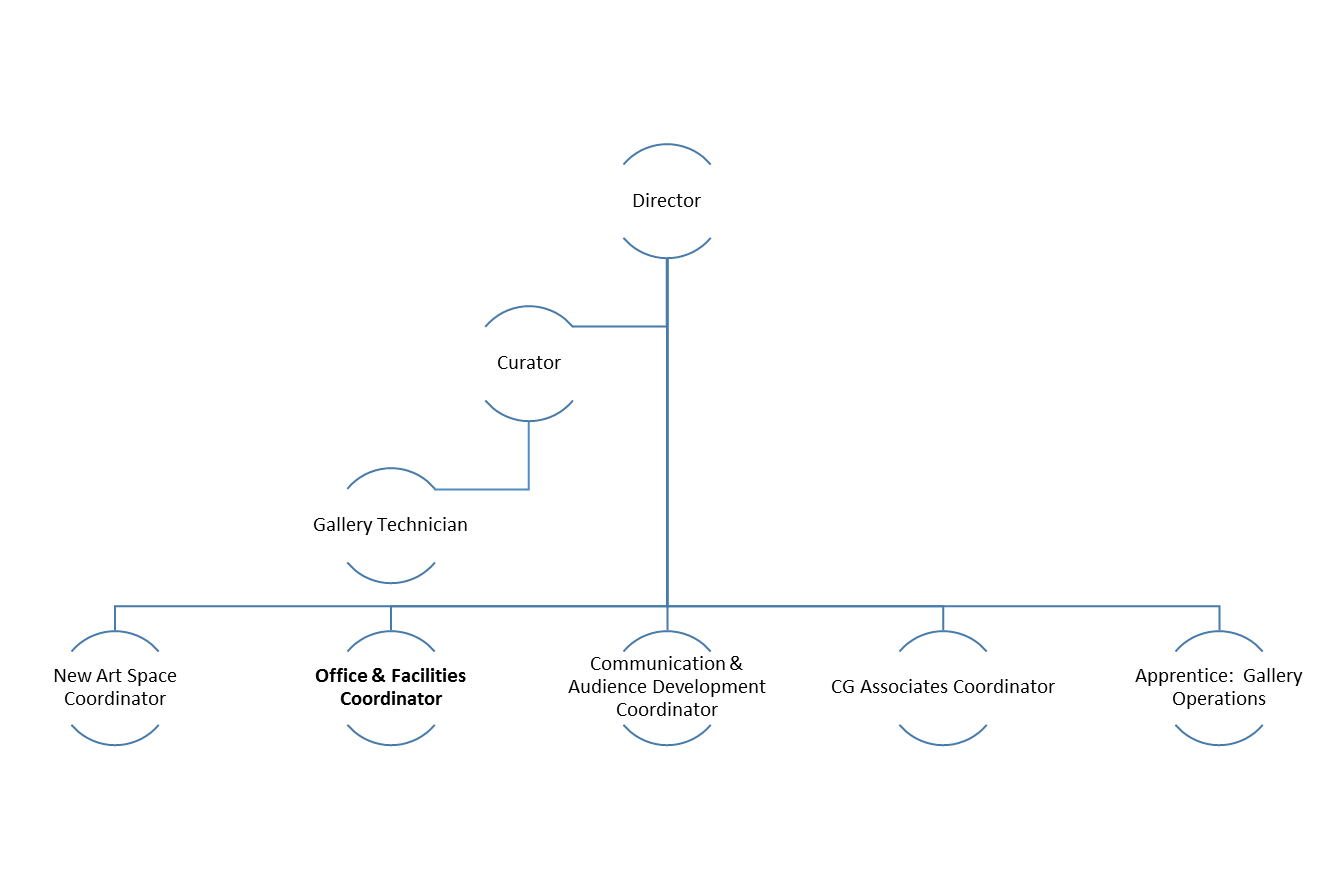 Director
Curator
Gallery Technician
New Art Space
Coordinator
Office & Facilities
Coordinator
Communication &
Audience Development
Coordinator
CG Associates Coordinator
Apprentice:  Gallery
Operations